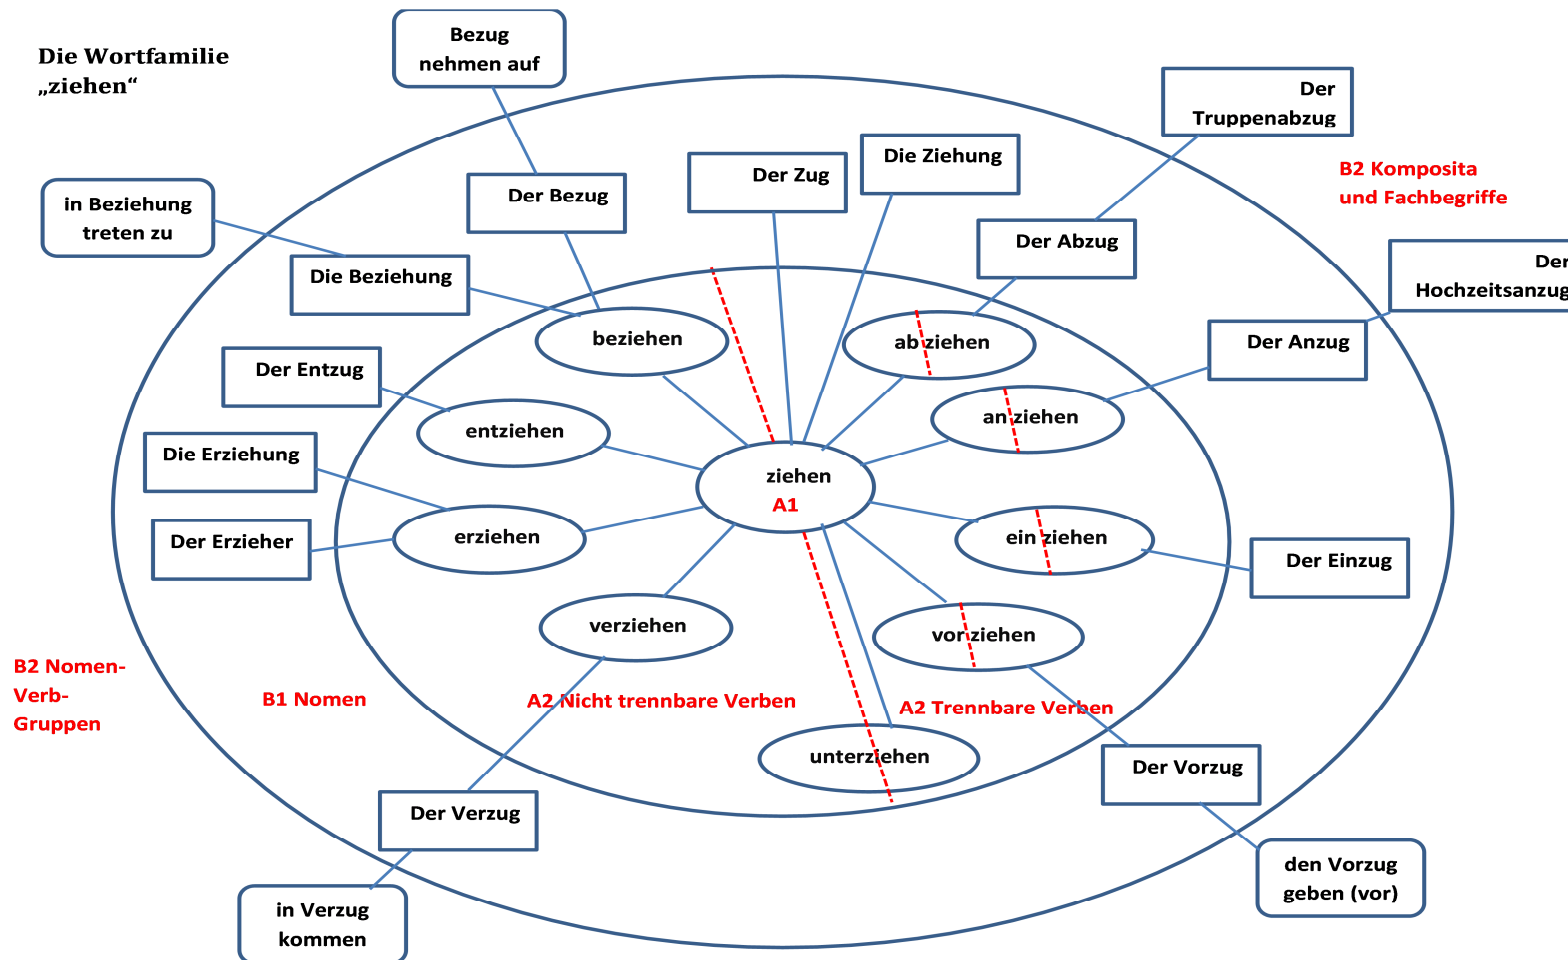 Die Wortfamilie
„ziehen“
Bezug
nehmen auf
Der
Truppenabzug
Der Zug
Die Ziehung
B2 Komposita
und Fachbegriffe
in Beziehung
treten zu
Der Bezug
Der Abzug
Die Beziehung
Der
Hochzeitsanzug
beziehen
ab ziehen
Der Anzug
Der Entzug
entziehen
an ziehen
Die Erziehung
ziehen
A1
Der Erzieher
erziehen
ein ziehen
Der Einzug
verziehen
vor ziehen
B2 Nomen-
Verb-
Gruppen
B1 Nomen
A2 Nicht trennbare Verben
A2 Trennbare Verben
unterziehen
Der Vorzug
Der Verzug
den Vorzug
geben (vor)
in Verzug
kommen